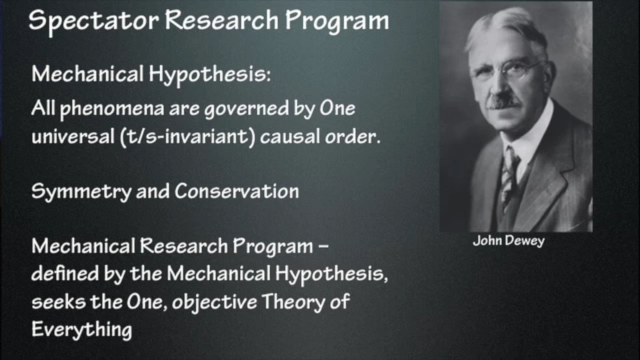 Spectator Research Program
Mechanical Hypothesis:
All phenomena are governed by One
universal (t/s-invariant) causal order.
Symmetry and Conservation
Mechanical Research Program –
defined by the Mechanical Hypothesis,
seeks the One, objective Theory of
Everything
John Dewey